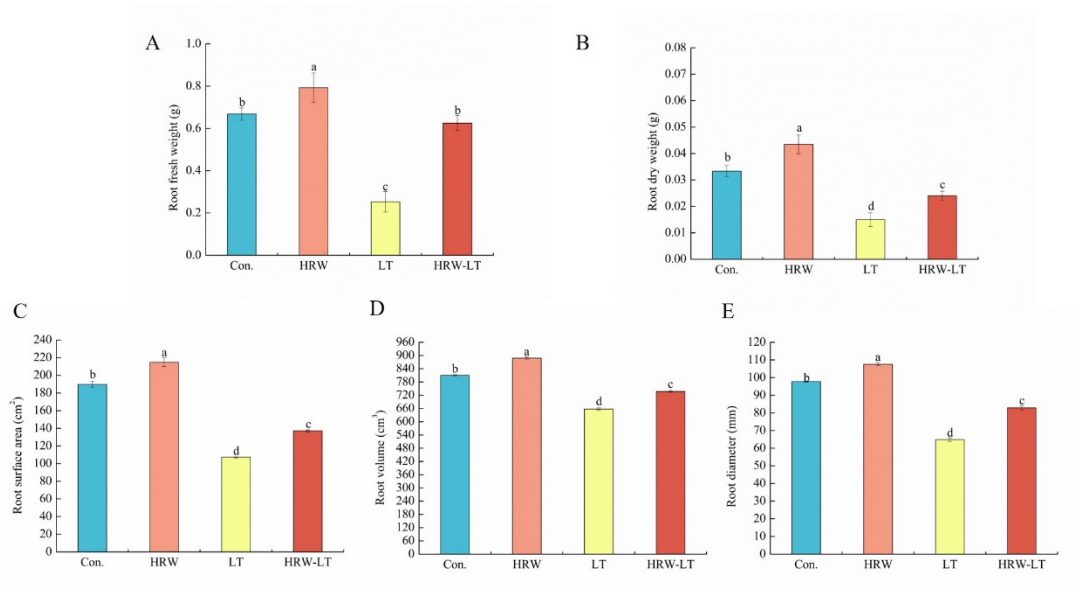 A
Root fresh weight (g)
1.0
0.8
0.6
0.4
0.2
0.0
b
a
c
b
Con. HRW LT HRW-LT
B
Root dry weight (g)
0.08
0.07
0.06
0.05
0.04
0.03
0.02
0.01
0.00
b
a
d
c
Con. HRW LT HRW-LT
C
Root surface area (cm²)
240
220
200
180
160
140
120
100
80
60
40
20
0
b
a
d
c
Con. HRW LT HRW-LT
D
Root volume (cm³)
960
900
840
780
720
660
600
540
480
420
360
300
240
180
120
60
0
b
a
d
c
Con. HRW LT HRW-LT
E
Root diameter (mm)
120
110
100
90
80
70
60
50
40
30
20
10
0
b
a
d
c
Con. HRW LT HRW-LT